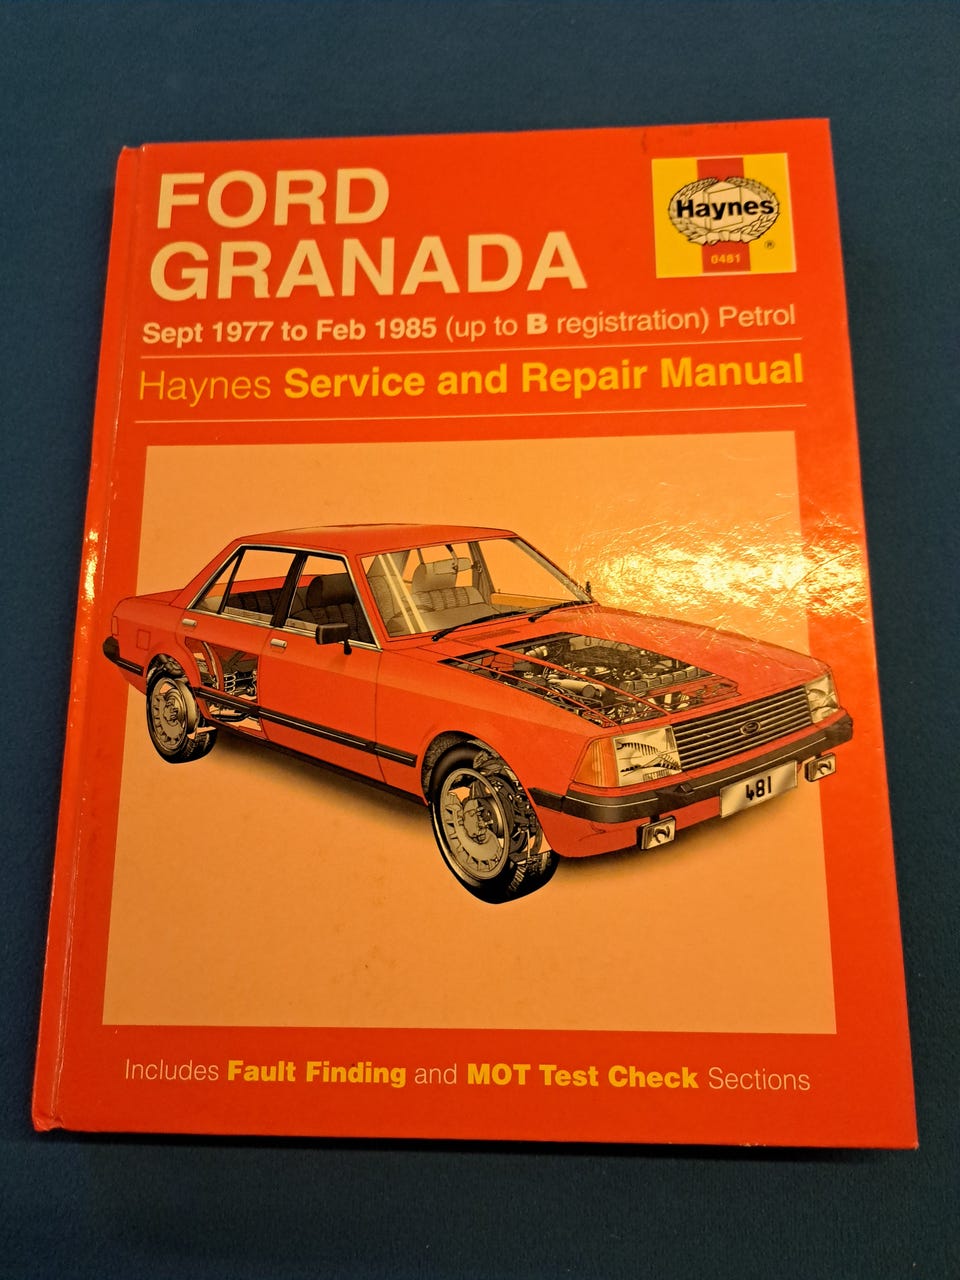 FORD
GRANADA
Haynes
®
0481
Sept 1977 to Feb 1985 (up to B registration) Petrol
Haynes Service and Repair Manual
481
Includes Fault Finding and MOT Test Check Sections